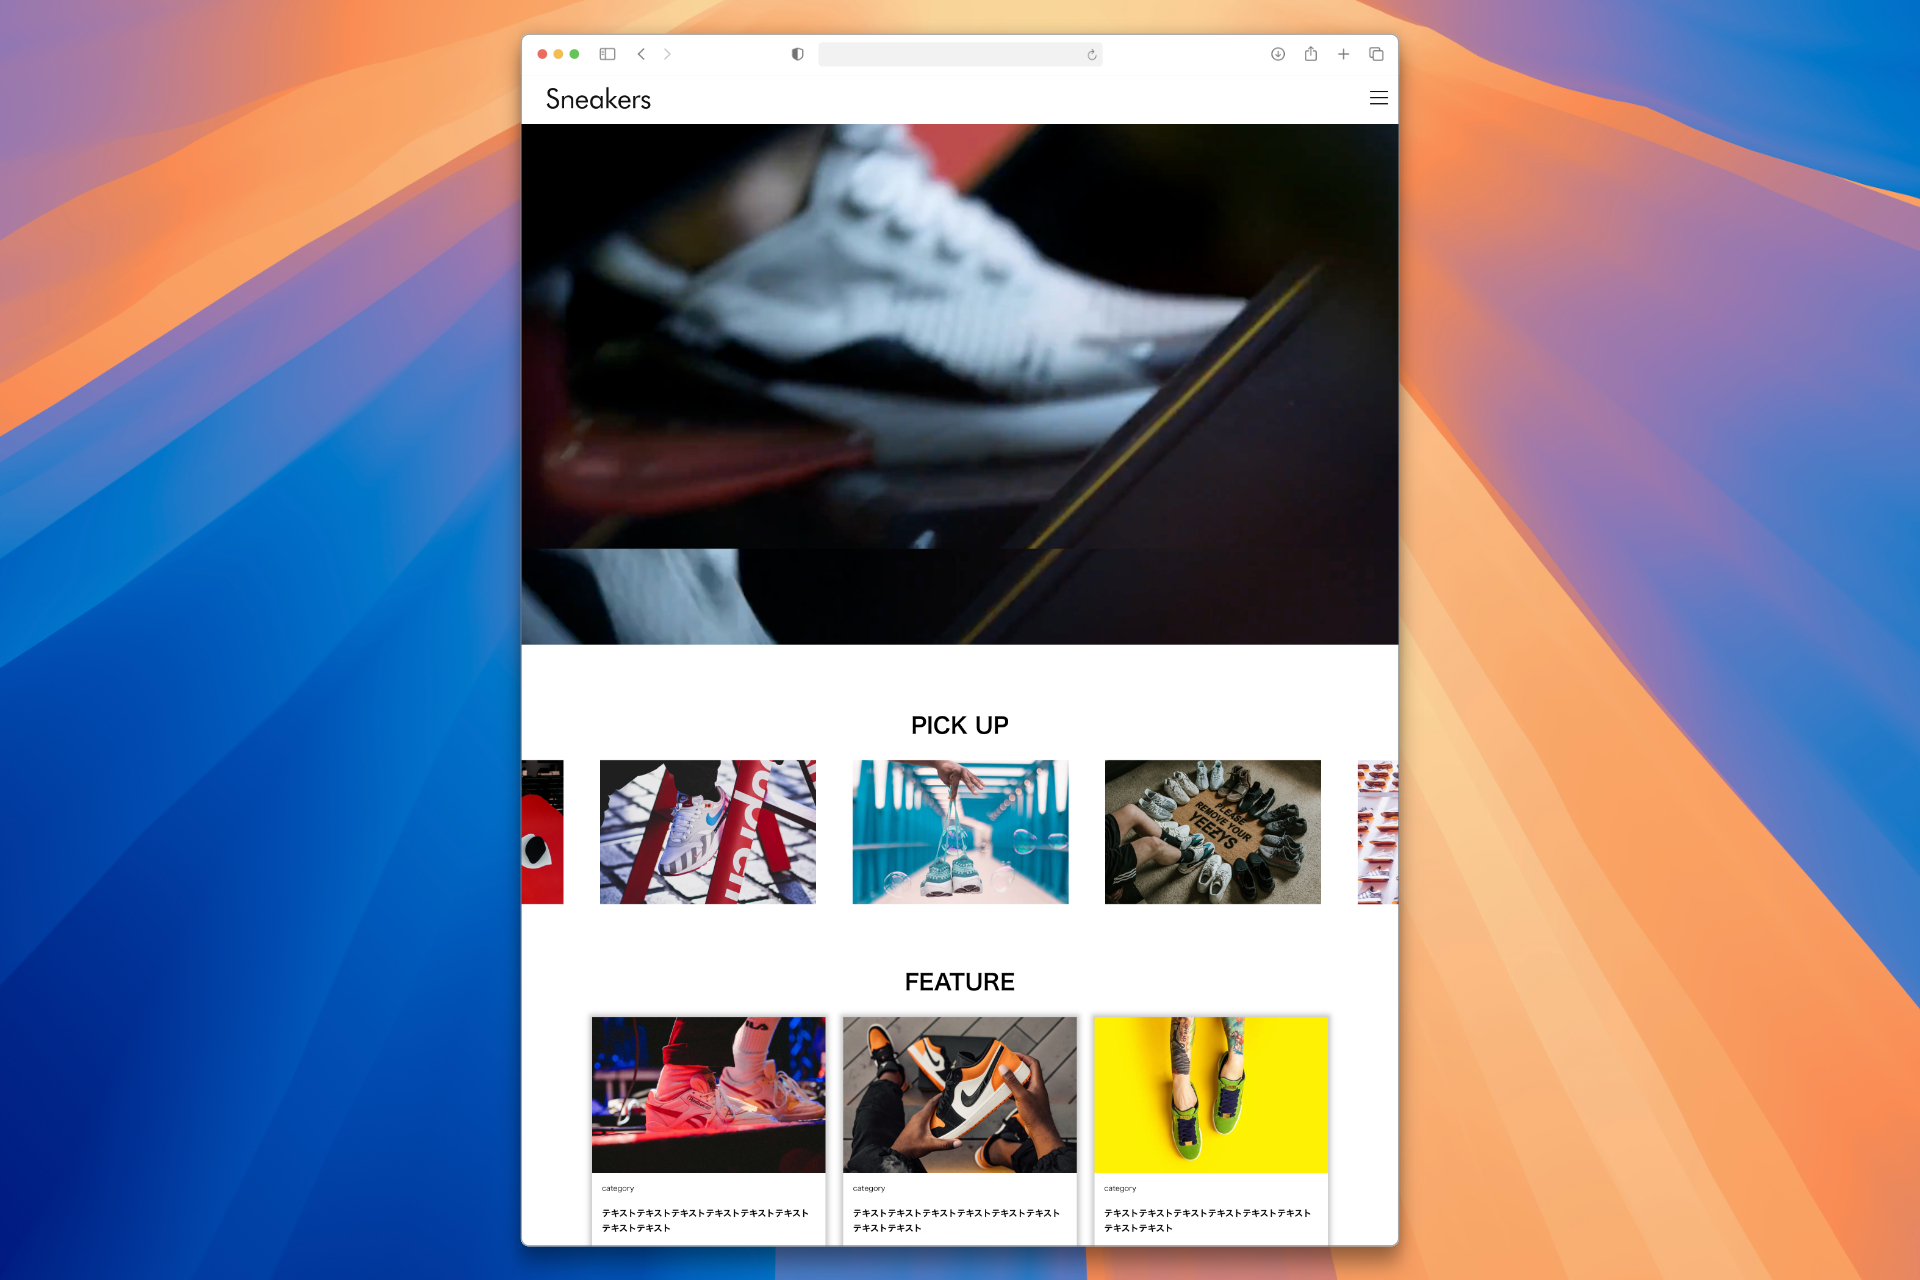 Sneakers
PICK UP
PLEASE
REMOVE YOUR
YEEZYS
FEATURE
category
テキストテキストテキストテキストテキストテキスト
テキストテキスト
category
テキストテキストテキストテキストテキストテキスト
テキストテキスト
category
テキストテキストテキストテキストテキストテキスト
テキストテキスト